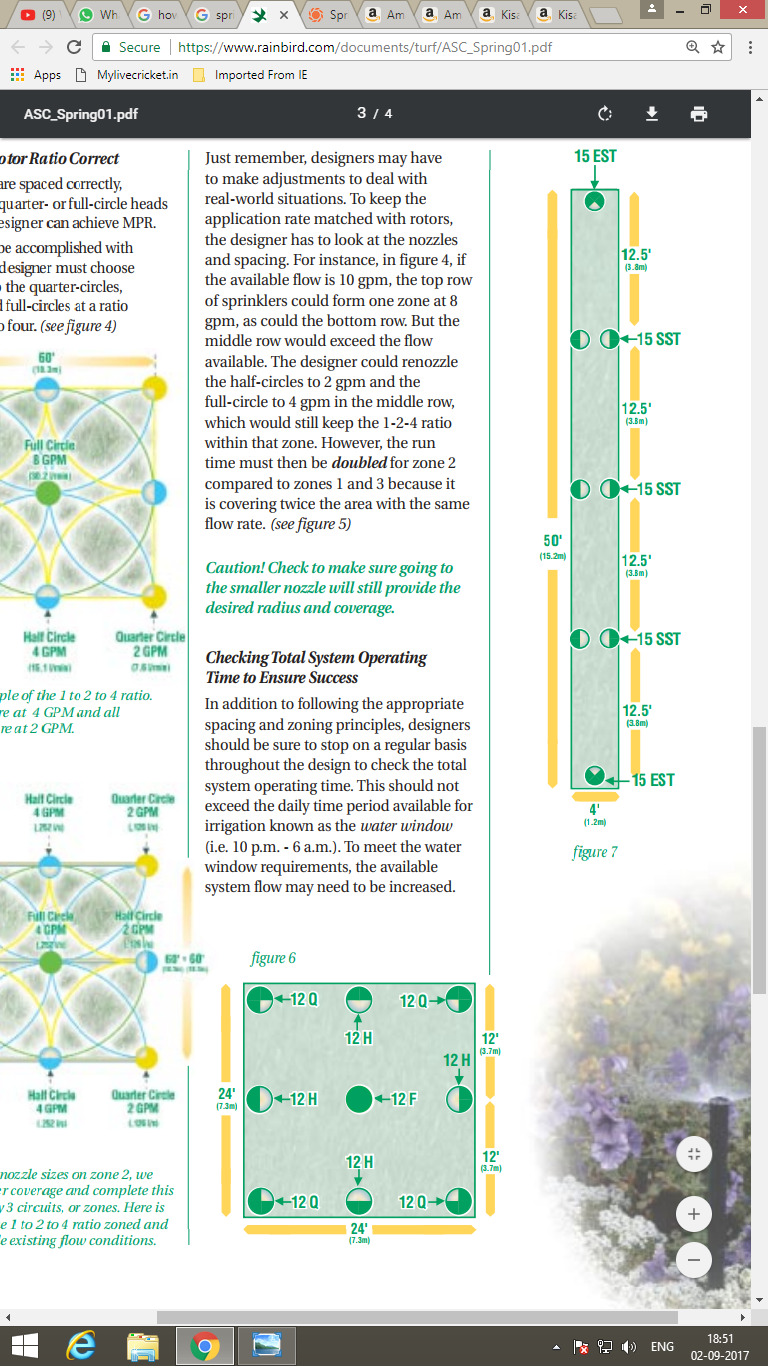 (9)
Wha
how
spri
Spr
Am
Am
Kisa
Kisa
Secure | https://www.rainbird.com/documents/turf/ASC_Spring01.pdf
Apps
Mylivecricket.in
Imported From IE
ASC_Spring01.pdf
3 / 4
otor Ratio Correct
are spaced correctly,
quarter- or full-circle heads
esigner can achieve MPR.
be accomplished with
designer must choose
the quarter-circles,
d full-circles at a ratio
o four. (see figure 4)
60'
(18.3m)
Full Circle
8 GPM
(30.2 l/min)
Half Circle
4 GPM
(15.1 l/min)
Quarter Circle
2 GPM
(7.6 l/min)
ple of the 1 to 2 to 4 ratio.
re at 4 GPM and all
re at 2 GPM.
Half Circle
4 GPM
(.252 l/s)
Quarter Circle
2 GPM
(.126 l/s)
Full Circle
4 GPM
(.252 l/s)
Half Circle
2 GPM
(.126 l/s)
60' × 60'
(18.3m) (18.3m)
Half Circle
4 GPM
(.252 l/s)
Quarter Circle
2 GPM
(.126 l/s)
nozzle sizes on zone 2, we
er coverage and complete this
y 3 circuits, or zones. Here is
e 1 to 2 to 4 ratio zoned and
le existing flow conditions.
Just remember, designers may have
to make adjustments to deal with
real-world situations. To keep the
application rate matched with rotors,
the designer has to look at the nozzles
and spacing. For instance, in figure 4, if
the available flow is 10 gpm, the top row
of sprinklers could form one zone at 8
gpm, as could the bottom row. But the
middle row would exceed the flow
available. The designer could renozzle
the half-circles to 2 gpm and the
full-circle to 4 gpm in the middle row,
which would still keep the 1-2-4 ratio
within that zone. However, the run
time must then be doubled for zone 2
compared to zones 1 and 3 because it
is covering twice the area with the same
flow rate. (see figure 5)
Caution! Check to make sure going to
the smaller nozzle will still provide the
desired radius and coverage.
Checking Total System Operating
Time to Ensure Success
In addition to following the appropriate
spacing and zoning principles, designers
should be sure to stop on a regular basis
throughout the design to check the total
system operating time. This should not
exceed the daily time period available for
irrigation known as the water window
(i.e. 10 p.m. - 6 a.m.). To meet the water
window requirements, the available
system flow may need to be increased.
figure 6
12 Q
12 H
12 Q
12'
(3.7m)
12 H
24'
(7.3m)
12 H
12 F
12 H
12'
(3.7m)
12 Q
12 Q
24'
(7.3m)
15 EST
12.5'
(3.8m)
15 SST
12.5'
(3.8m)
15 SST
50'
(15.2m)
12.5'
(3.8m)
15 SST
12.5'
(3.8m)
15 EST
4'
(1.2m)
figure 7
ENG
18:51
02-09-2017